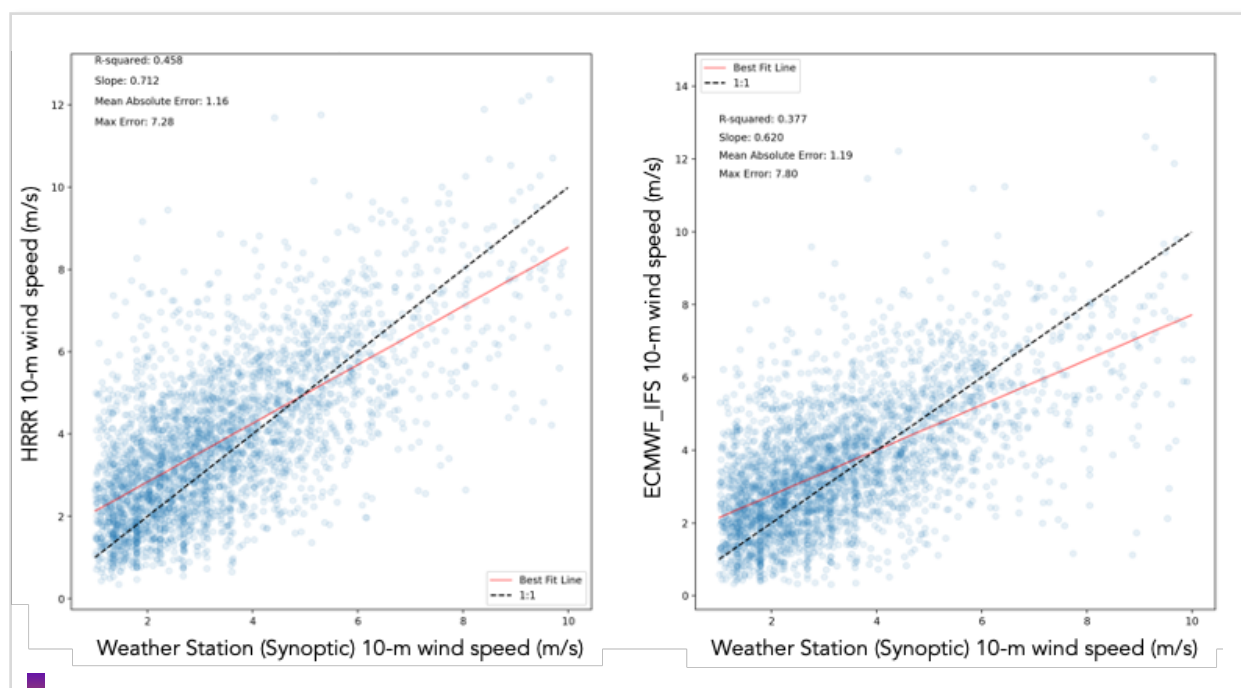 R-squared: 0.458
Slope: 0.712
Mean Absolute Error: 1.16
Max Error: 7.28
12
10
8
6
4
2
0
HRRR 10-m wind speed (m/s)
Best Fit Line
1:1
2
4
6
8
10
Weather Station (Synoptic) 10-m wind speed (m/s)
Best Fit Line
1:1
R-squared: 0.377
Slope: 0.620
Mean Absolute Error: 1.19
Max Error: 7.80
14
12
10
8
6
4
2
0
ECMWF_IFS 10-m wind speed (m/s)
2
4
6
8
10
Weather Station (Synoptic) 10-m wind speed (m/s)